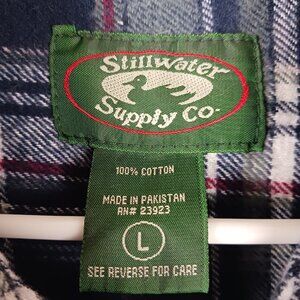 Stillwater
Supply Co.
100% COTTON
MADE IN PAKISTAN
RN# 23923
L
SEE REVERSE FOR CARE